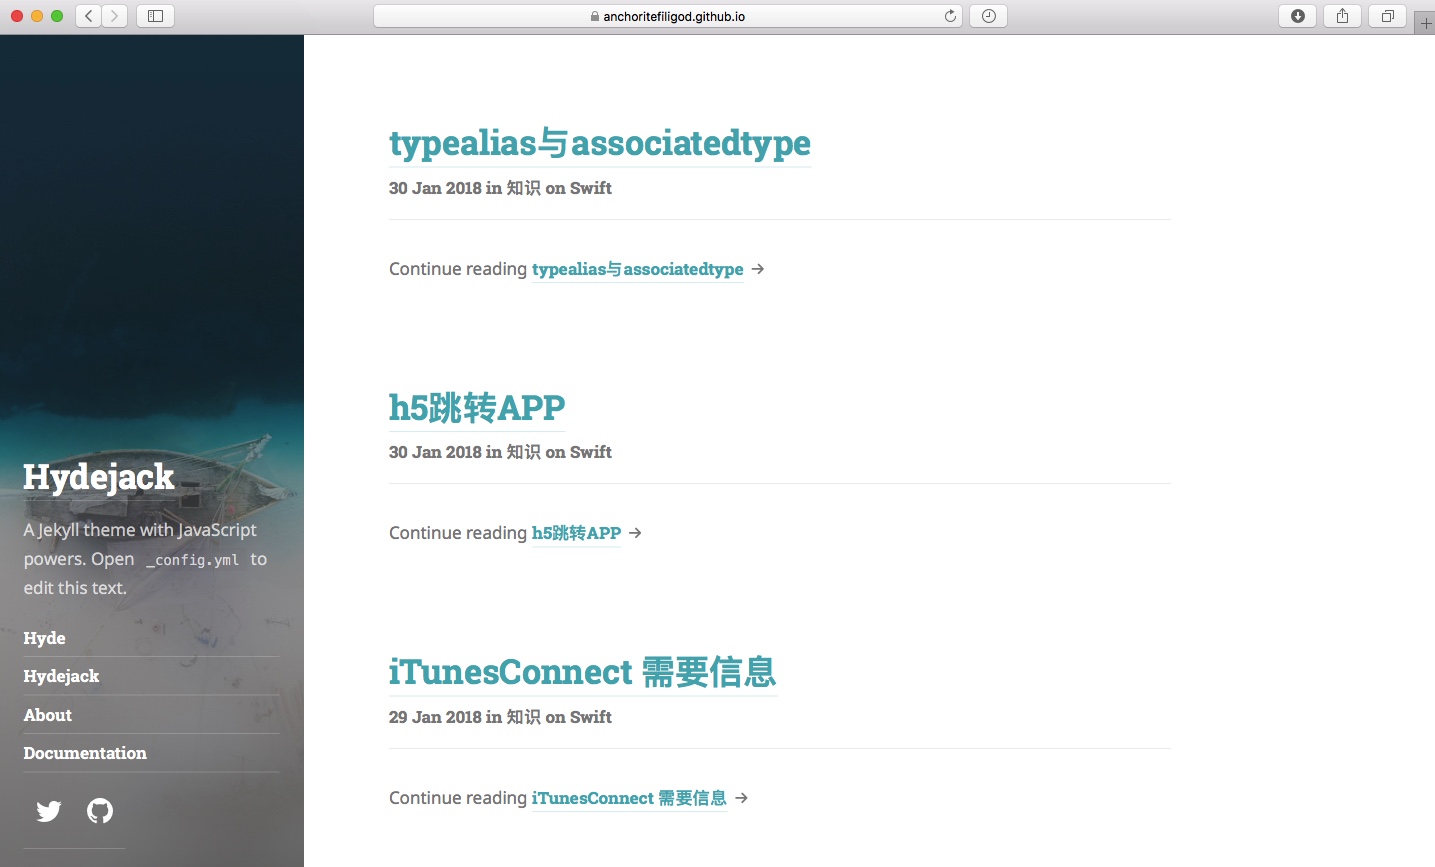 anchoritefiligod.github.io
Hydejack
A Jekyll theme with JavaScript
powers. Open _config.yml to
edit this text.
Hyde
Hydejack
About
Documentation
typealias与associatedtype
30 Jan 2018 in 知识 on Swift
Continue reading typealias与associatedtype →
h5跳转APP
30 Jan 2018 in 知识 on Swift
Continue reading h5跳转APP →
iTunesConnect 需要信息
29 Jan 2018 in 知识 on Swift
Continue reading iTunesConnect 需要信息 →